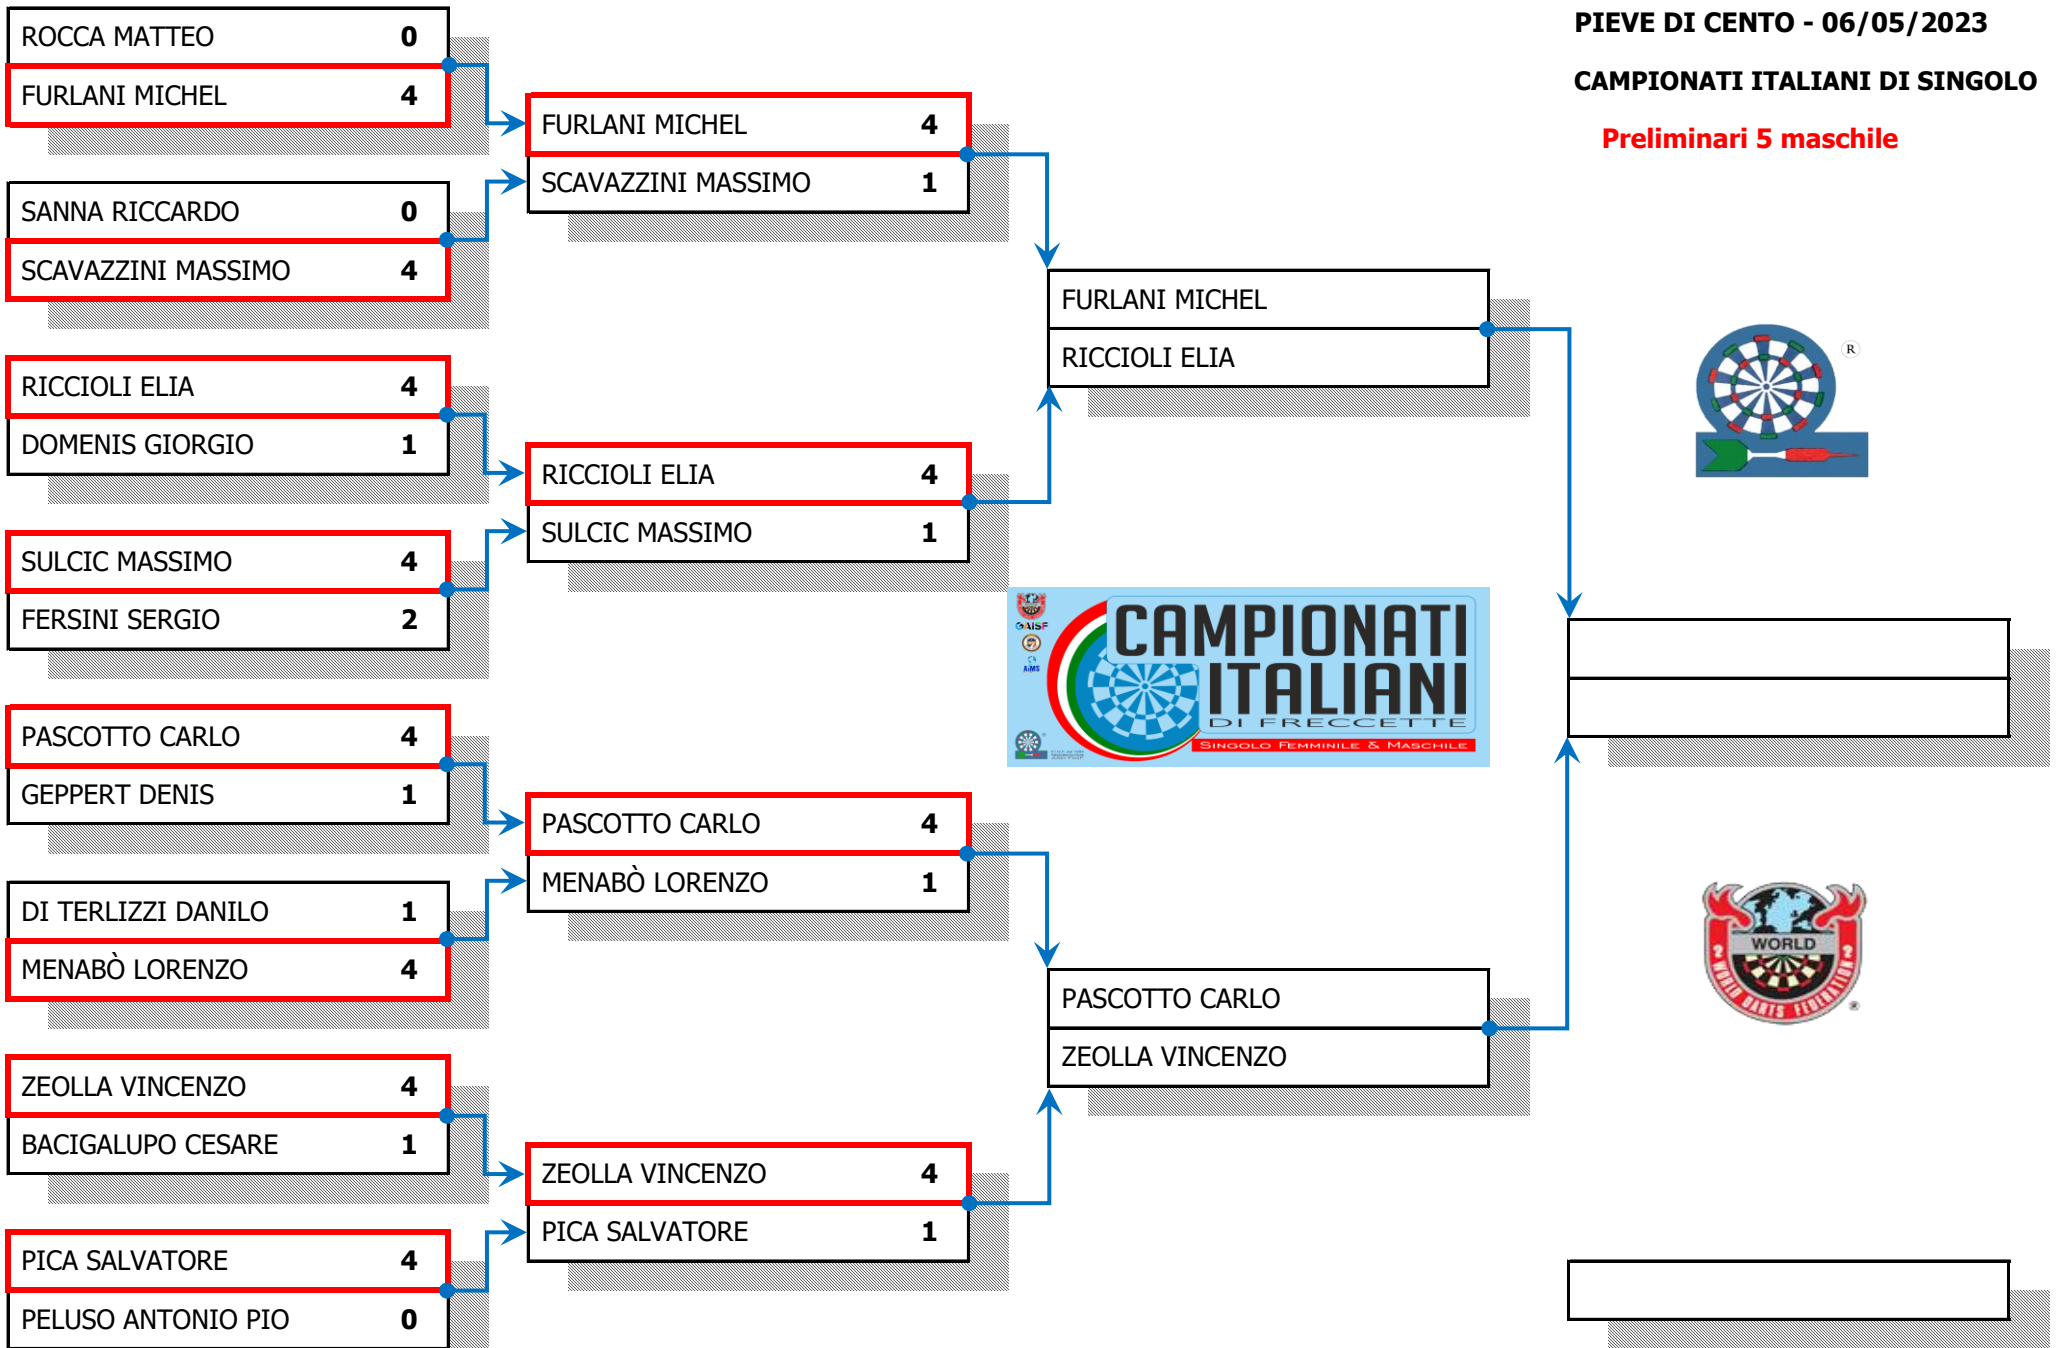 PIEVE DI CENTO - 06/05/2023
CAMPIONATI ITALIANI DI SINGOLO
Preliminari 5 maschile
ROCCA MATTEO 0
FURLANI MICHEL 4
SANNA RICCARDO 0
SCAVAZZINI MASSIMO 4
RICCIOLI ELIA 4
DOMENIS GIORGIO 1
SULCIC MASSIMO 4
FERSINI SERGIO 2
PASCOTTO CARLO 4
GEPPERT DENIS 1
DI TERLIZZI DANILO 1
MENABÒ LORENZO 4
ZEOLLA VINCENZO 4
BACIGALUPO CESARE 1
PICA SALVATORE 4
PELUSO ANTONIO PIO 0
FURLANI MICHEL 4
SCAVAZZINI MASSIMO 1
RICCIOLI ELIA 4
SULCIC MASSIMO 1
PASCOTTO CARLO 4
MENABÒ LORENZO 1
ZEOLLA VINCENZO 4
PICA SALVATORE 1
FURLANI MICHEL
RICCIOLI ELIA
PASCOTTO CARLO
ZEOLLA VINCENZO
GAISF
AIMS
CAMPIONATI
ITALIANI
DI FRECCETTE
SINGOLO FEMMINILE & MASCHILE
®
WORLD
WORLD DARTS FEDERATION
®